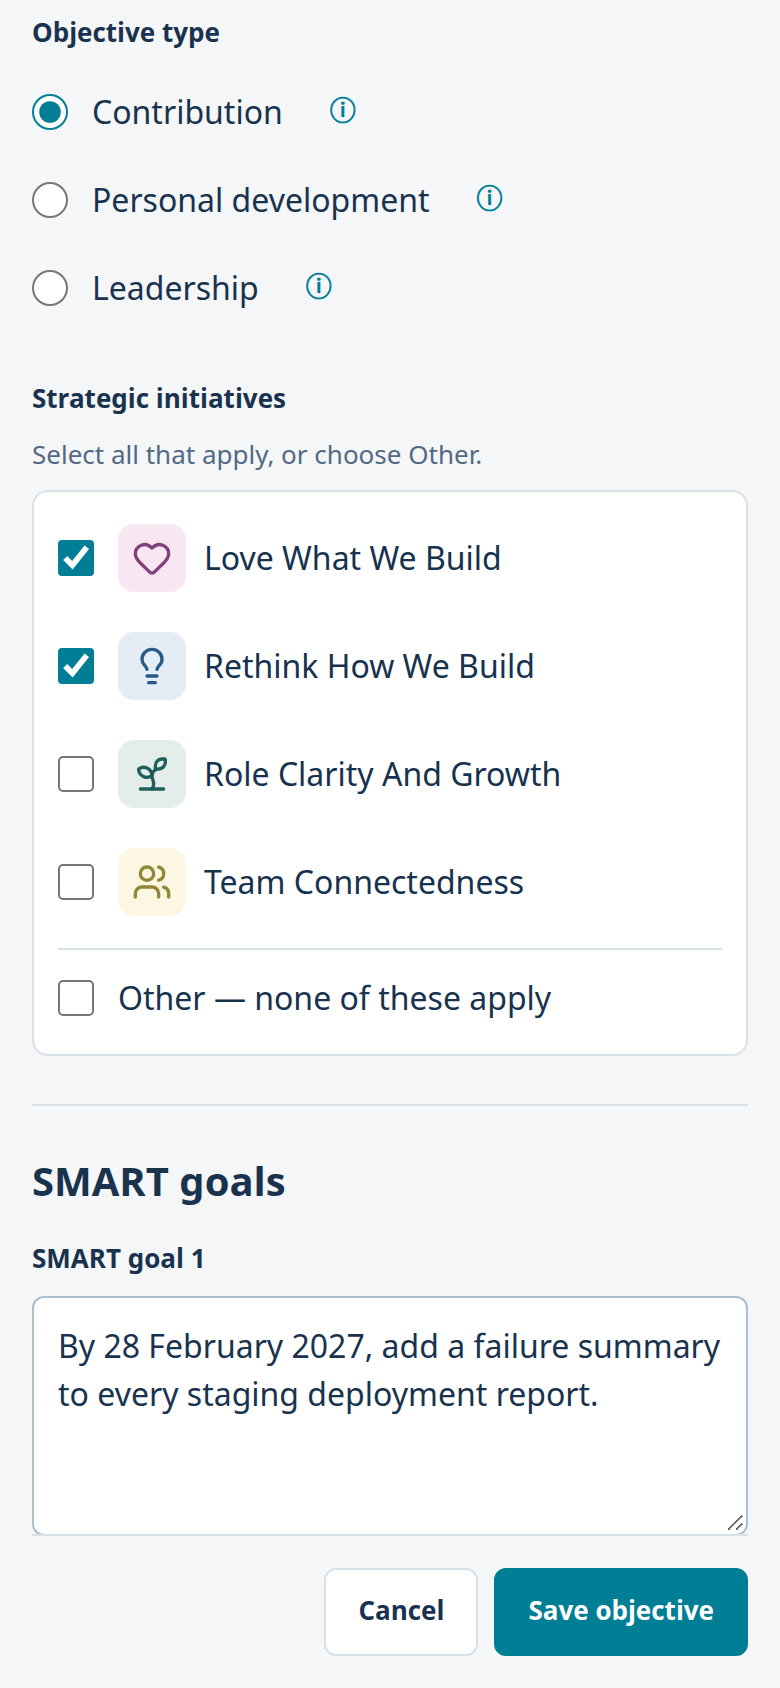 Objective type
Contribution
Personal development
Leadership
Strategic initiatives
Select all that apply, or choose Other.
Love What We Build
Rethink How We Build
Role Clarity And Growth
Team Connectedness
Other — none of these apply
SMART goals
SMART goal 1
By 28 February 2027, add a failure summary
to every staging deployment report.
Cancel
Save objective